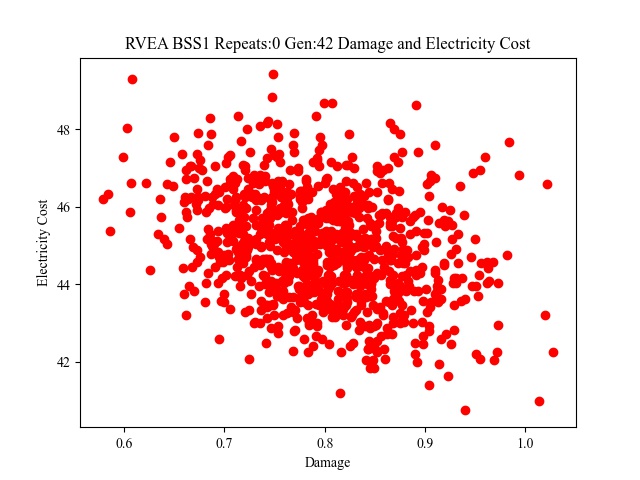 RVEA BSS1 Repeats:0 Gen:42 Damage and Electricity Cost
48
46
44
42
Electricity Cost
0.6 0.7 0.8 0.9 1.0
Damage